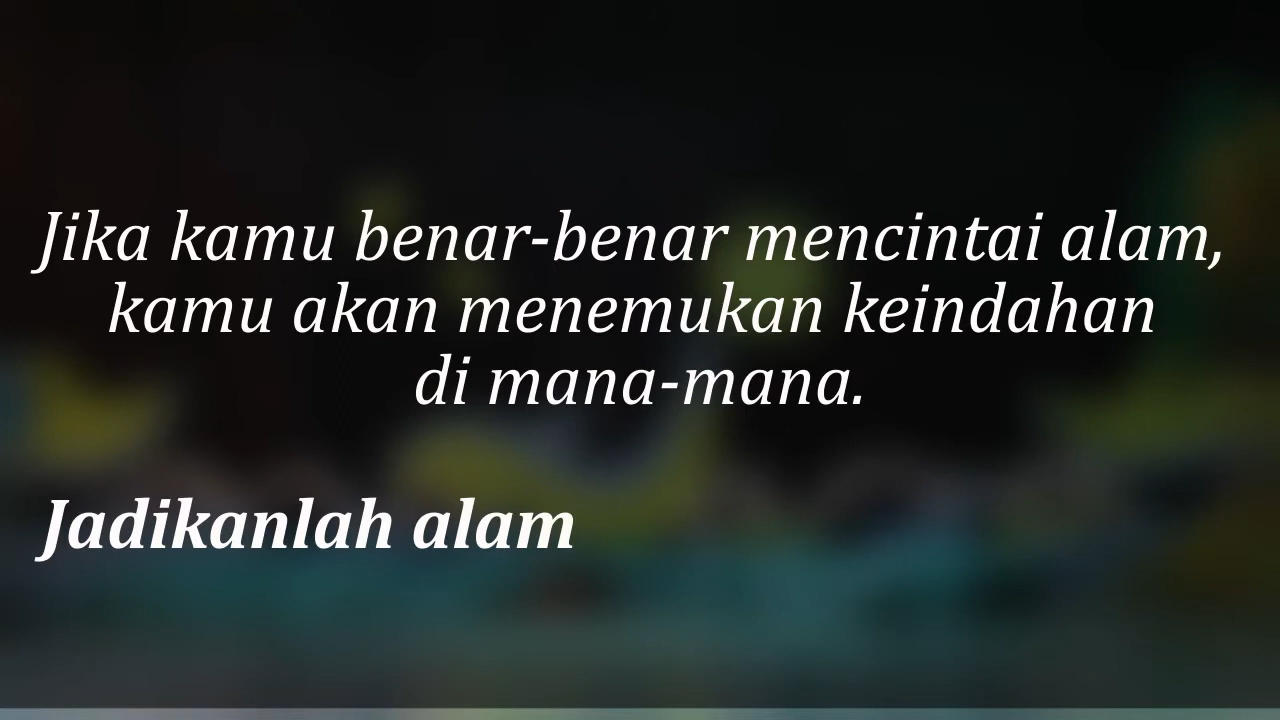 Jika kamu benar-benar mencintai alam,
kamu akan menemukan keindahan
di mana-mana.
Jadikanlah alam